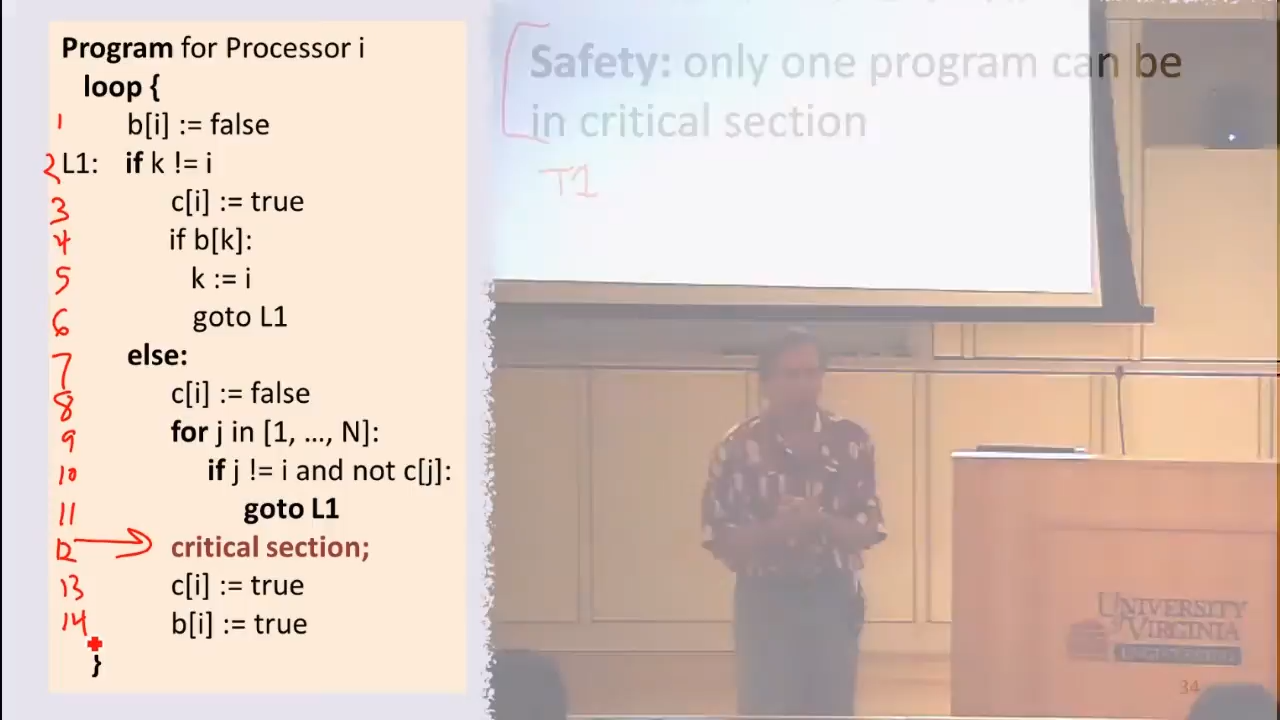 Program for Processor i
loop {
1 b[i] := false
2 L1: if k != i
3 c[i] := true
4 if b[k]:
5 k := i
6 goto L1
7 else:
8 c[i] := false
9 for j in [1, ..., N]:
10 if j != i and not c[j]:
11 goto L1
12 critical section;
13 c[i] := true
14 b[i] := true
}
Safety: only one program can be
in critical section
T1
UNIVERSITY
of VIRGINIA
ENGINEERING
34